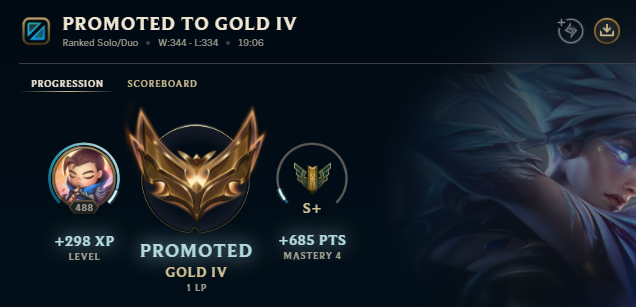 PROMOTED TO GOLD IV
Ranked Solo/Duo • W:344 - L:334 • 19:06
PROGRESSION SCOREBOARD
488
S+
+298 XP
LEVEL
PROMOTED
GOLD IV
1 LP
+685 PTS
MASTERY 4